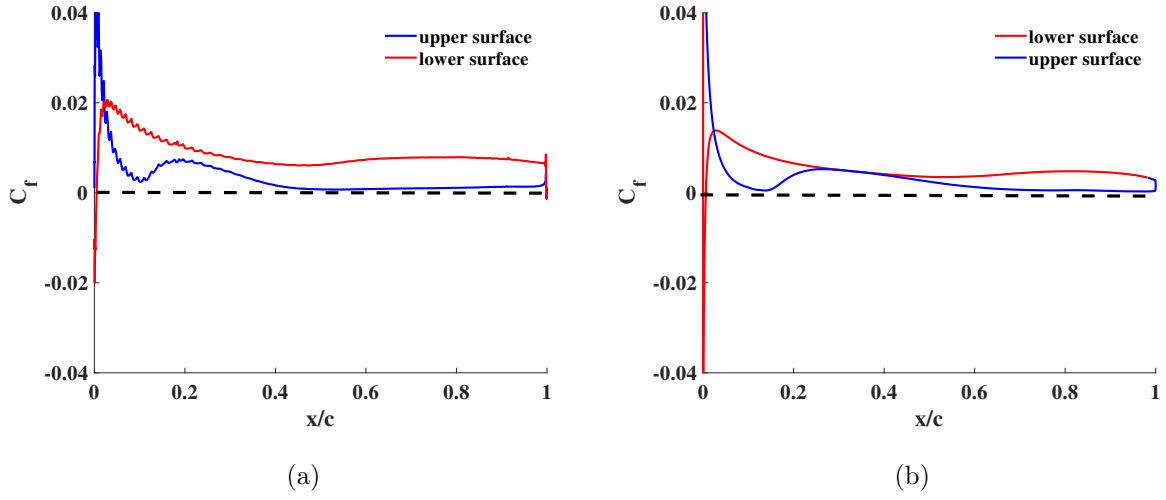 0.04
0.02
0
-0.02
-0.04
C_f
upper surface
lower surface
0 0.2 0.4 0.6 0.8 1
x/c
(a)
0.04
0.02
0
-0.02
-0.04
C_f
lower surface
upper surface
0 0.2 0.4 0.6 0.8 1
x/c
(b)